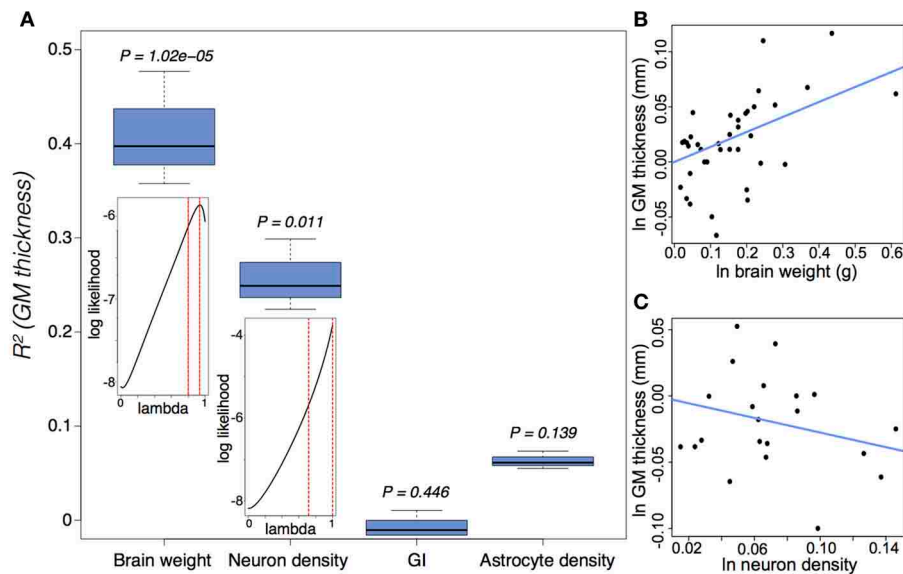 A
R² (GM thickness)
0.5
0.4
0.3
0.2
0.1
0
P = 1.02e−05
P = 0.011
P = 0.446
P = 0.139
log likelihood
-6
-7
-8
0
1
lambda
log likelihood
-4
-6
-8
0
1
lambda
Brain weight
Neuron density
GI
Astrocyte density
B
ln GM thickness (mm)
0.10
0.05
0.00
-0.05
0.0 0.1 0.2 0.3 0.4 0.5 0.6
ln brain weight (g)
C
ln GM thickness (mm)
0.05
0.00
-0.05
-0.10
0.02 0.06 0.10 0.14
ln neuron density